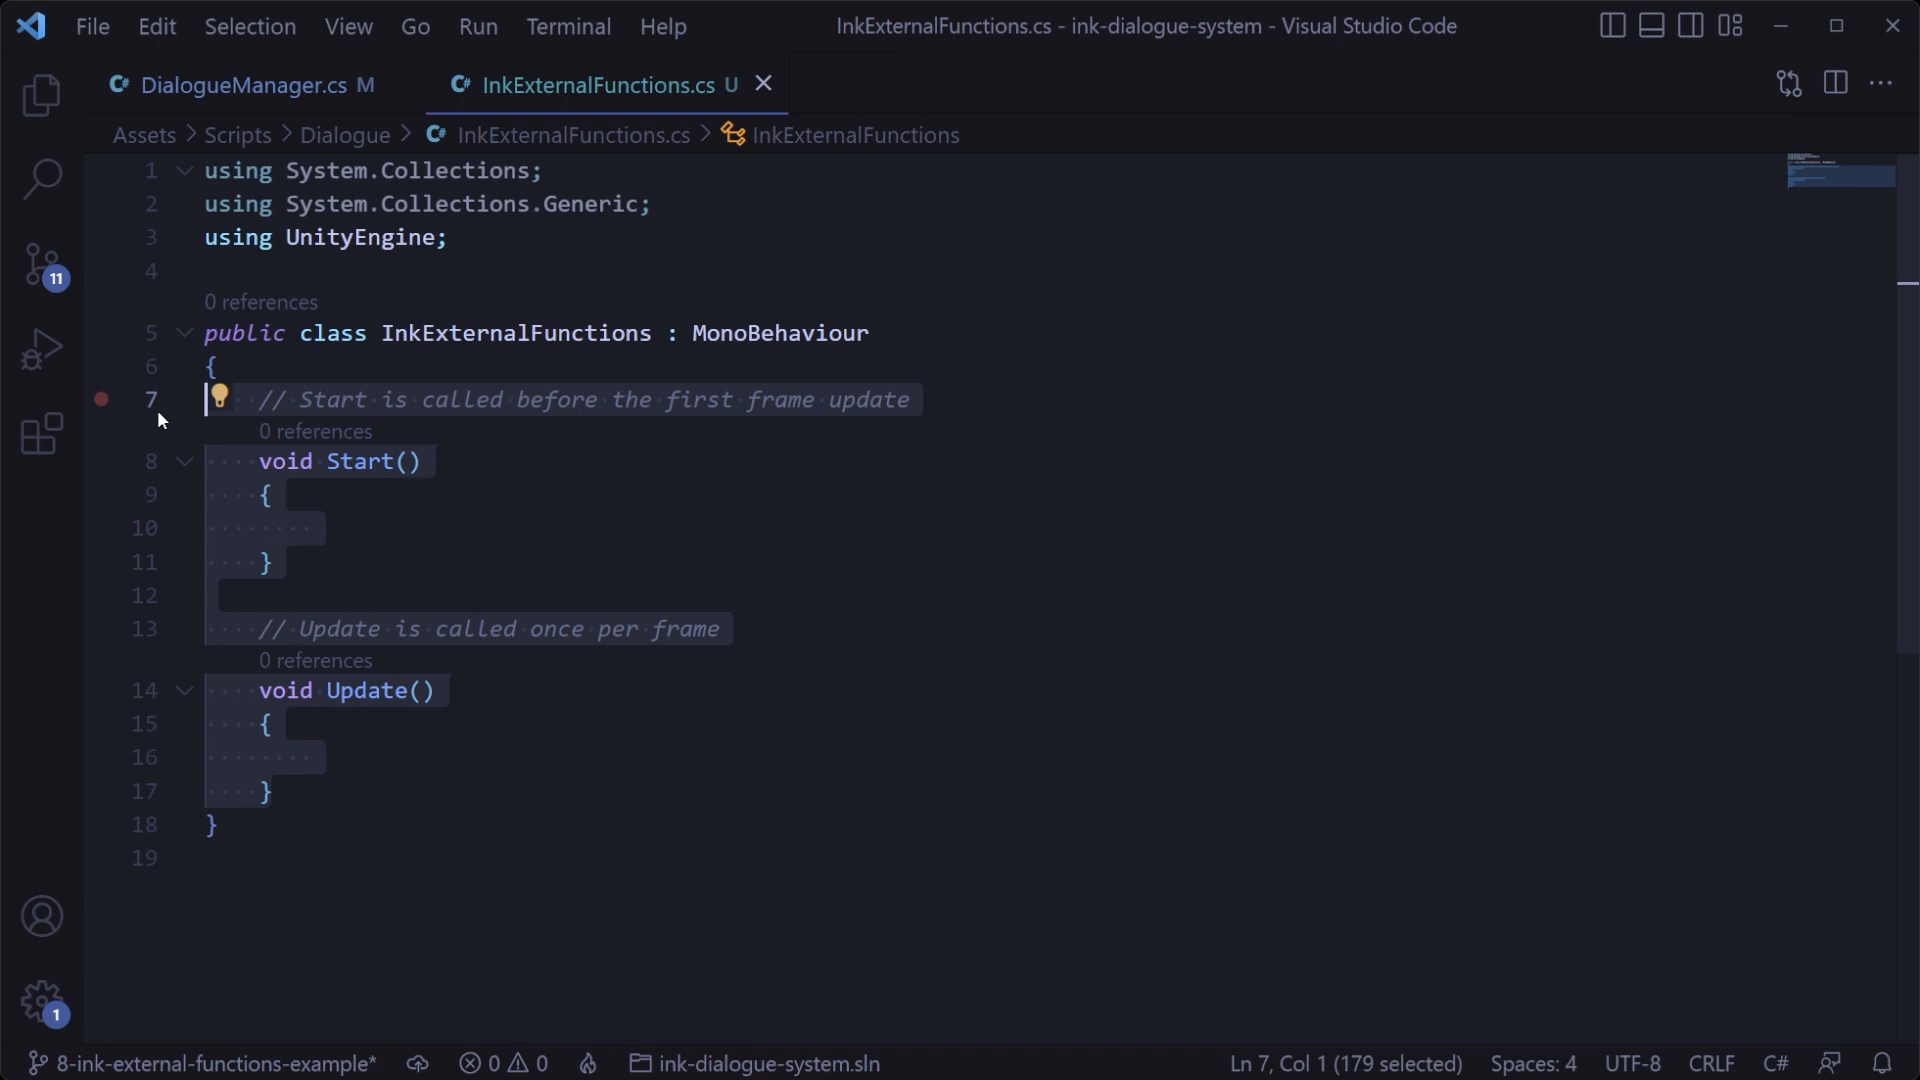 File Edit Selection View Go Run Terminal Help InkExternalFunctions.cs - ink-dialogue-system - Visual Studio Code
DialogueManager.cs M InkExternalFunctions.cs U
Assets > Scripts > Dialogue > InkExternalFunctions.cs > InkExternalFunctions
1 using System.Collections;
2 using System.Collections.Generic;
3 using UnityEngine;
4
0 references
5 public class InkExternalFunctions : MonoBehaviour
6 {
7 // Start is called before the first frame update
0 references
8 void Start()
9 {
10
11 }
12
13 // Update is called once per frame
0 references
14 void Update()
15 {
16
17 }
18 }
19
11
1
8-ink-external-functions-example* 0 0 ink-dialogue-system.sln Ln 7, Col 1 (179 selected) Spaces: 4 UTF-8 CRLF C#